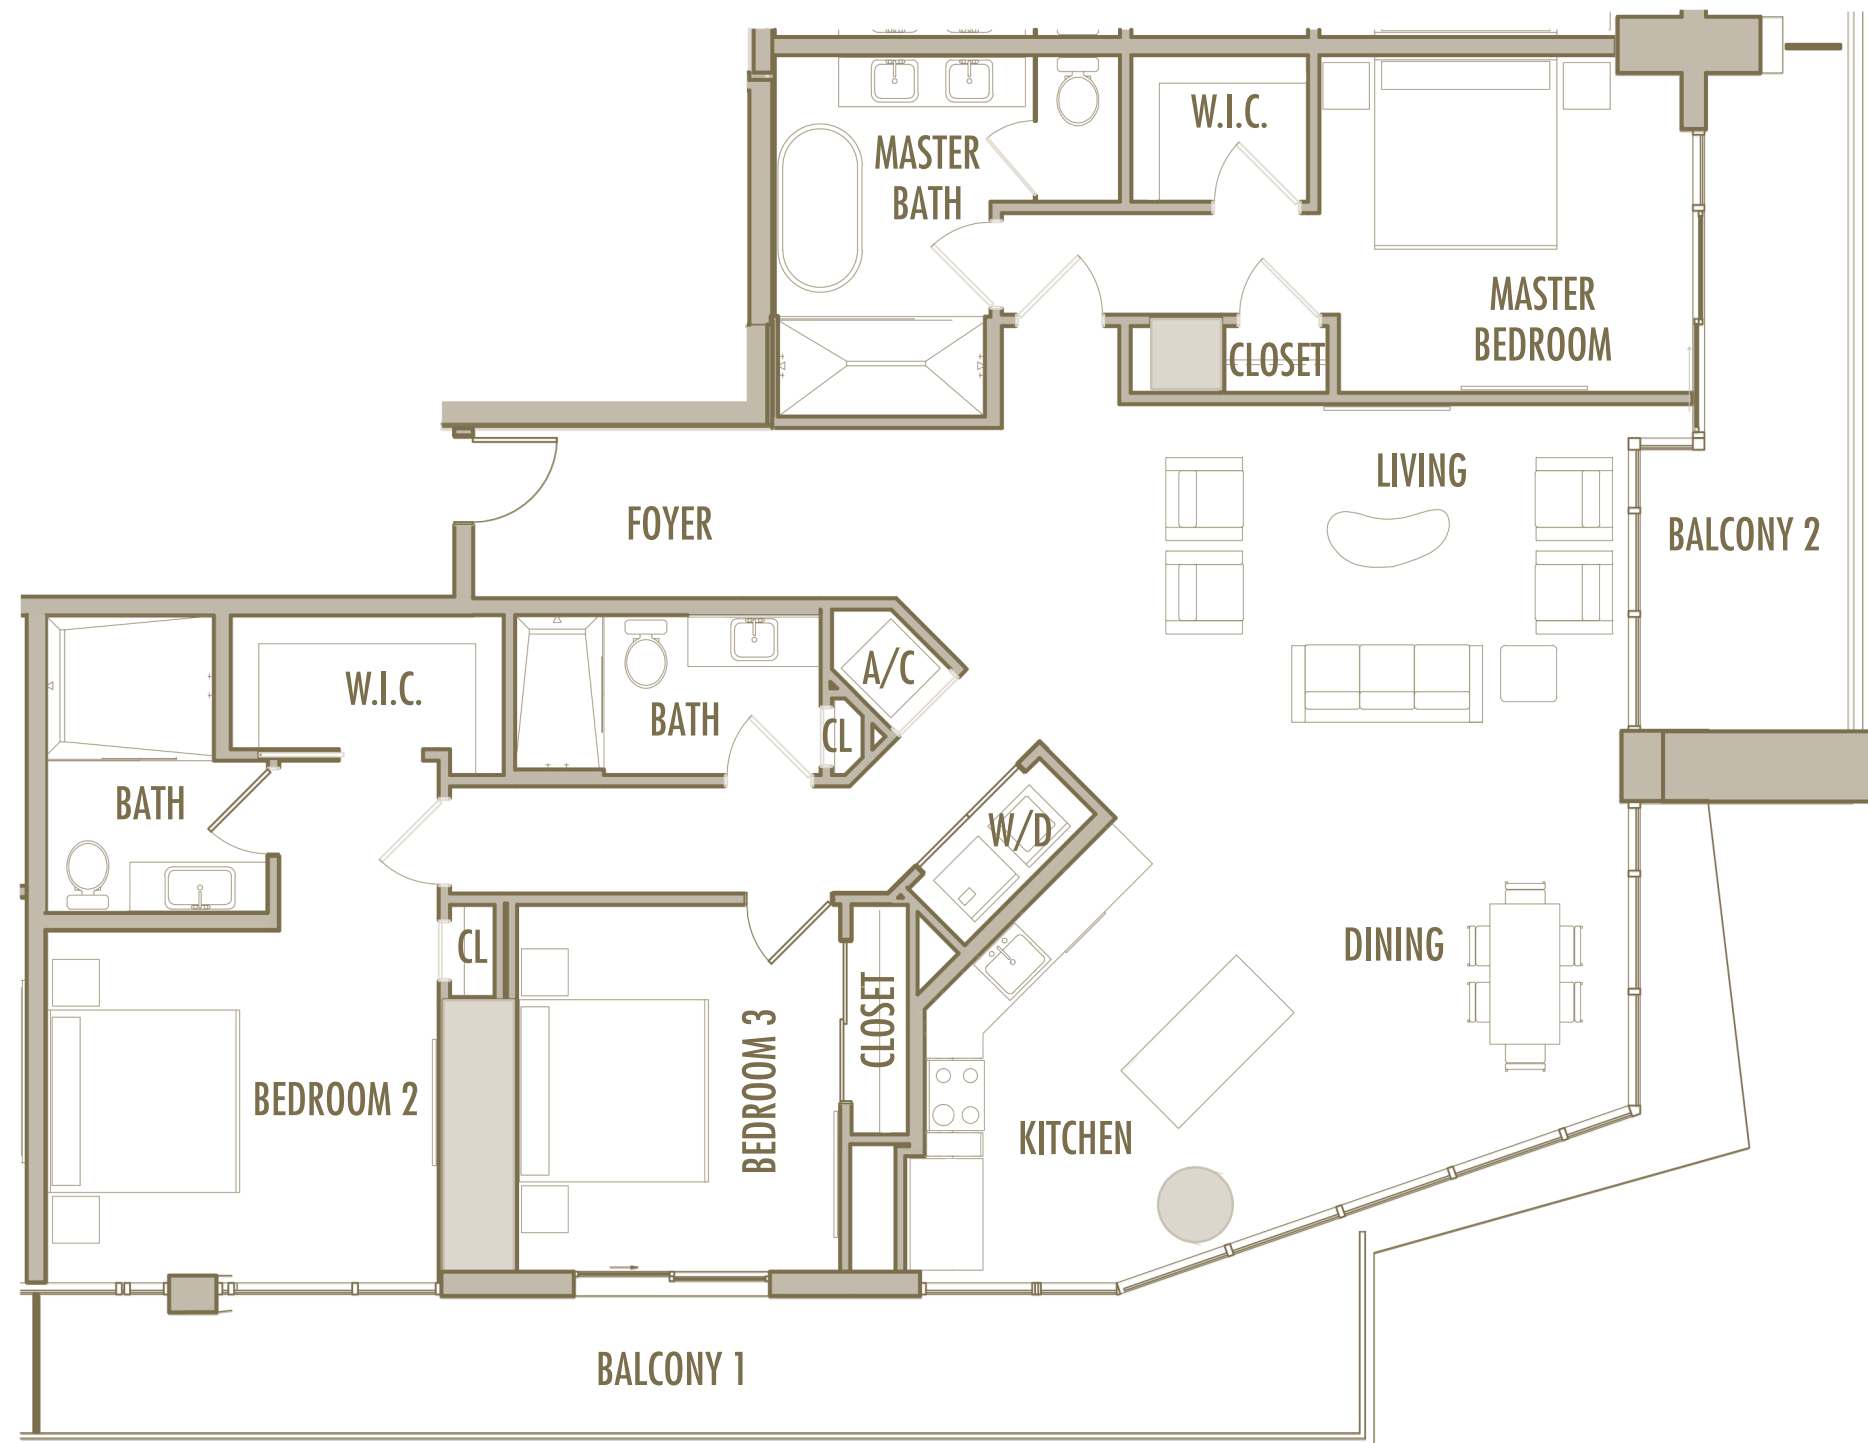 W.I.C.
MASTER
BATH
MASTER
BEDROOM
CLOSET
LIVING
FOYER
BALCONY 2
A/C
W.I.C.
BATH
CL
BATH
W/D
DINING
CL
CLOSET
BEDROOM 3
BEDROOM 2
KITCHEN
BALCONY 1